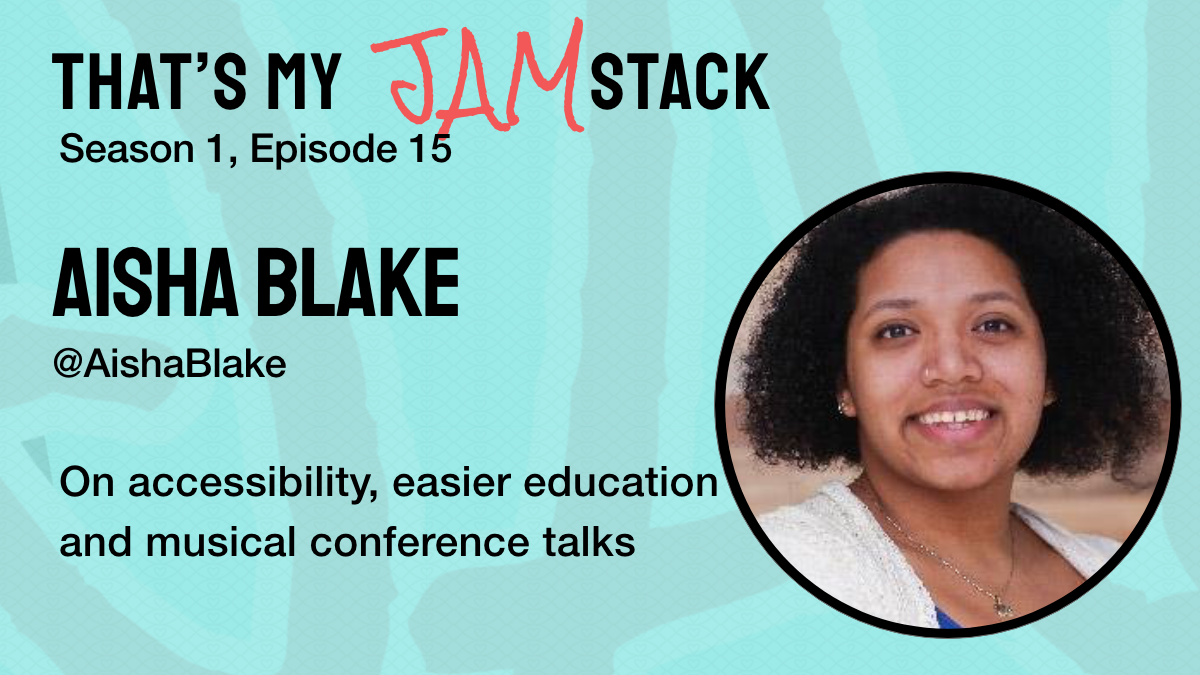 THAT'S MY JAMSTACK
Season 1, Episode 15
AISHA BLAKE
@AishaBlake
On accessibility, easier education
and musical conference talks